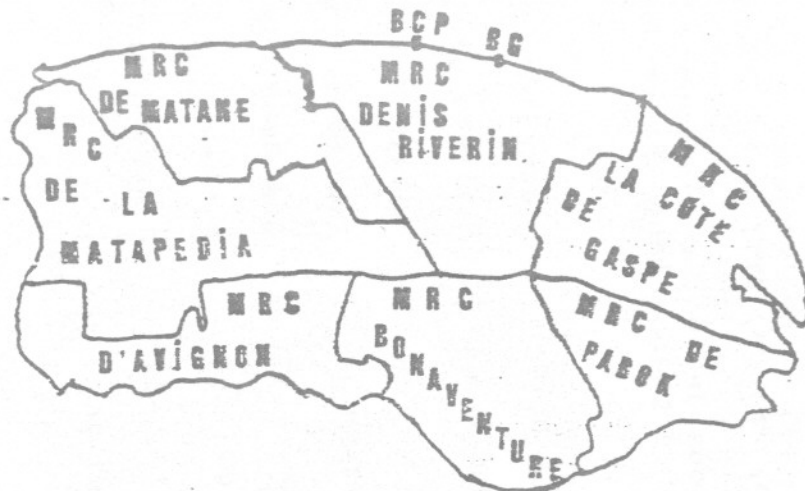 BCP
BG
MRC
DE MATANE
MRC
DENiS
RiVERiN
MRC
DE LA
MATAPEDiA
MRC
LA COTE
DE
GASPE
MRC
D'AViGNON
MRC
BONAVENTURE
MRC DE
PABOK